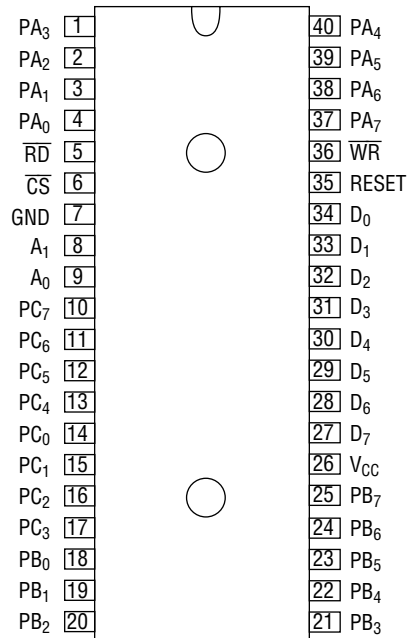 PA₃ 1 40 PA₄
PA₂ 2 39 PA₅
PA₁ 3 38 PA₆
PA₀ 4 37 PA₇
R̅D̅ 5 36 W̅R̅
C̅S̅ 6 35 RESET
GND 7 34 D₀
A₁ 8 33 D₁
A₀ 9 32 D₂
PC₇ 10 31 D₃
PC₆ 11 30 D₄
PC₅ 12 29 D₅
PC₄ 13 28 D₆
PC₀ 14 27 D₇
PC₁ 15 26 V_CC
PC₂ 16 25 PB₇
PC₃ 17 24 PB₆
PB₀ 18 23 PB₅
PB₁ 19 22 PB₄
PB₂ 20 21 PB₃